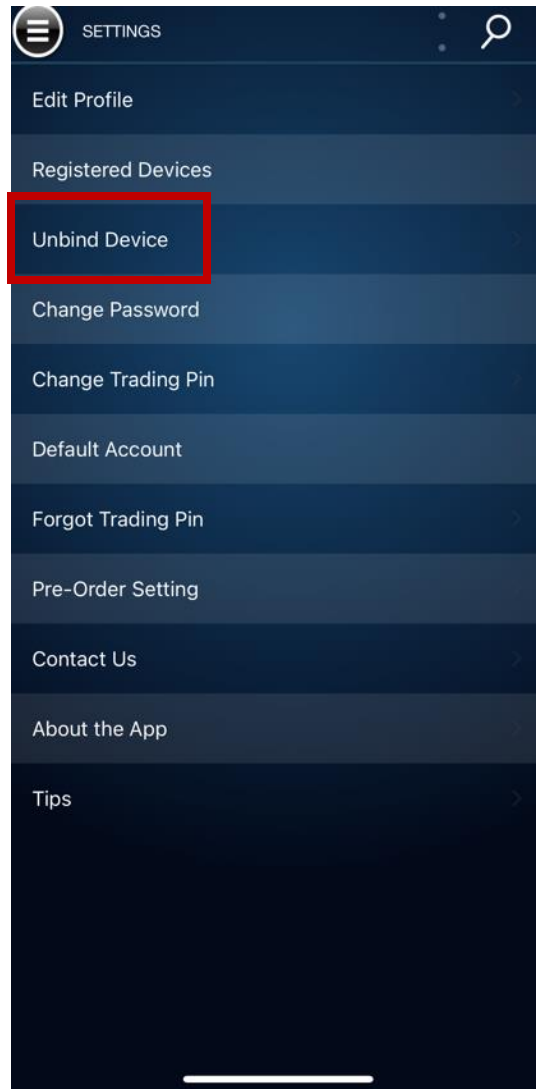 SETTINGS
Edit Profile
Registered Devices
Unbind Device
Change Password
Change Trading Pin
Default Account
Forgot Trading Pin
Pre-Order Setting
Contact Us
About the App
Tips